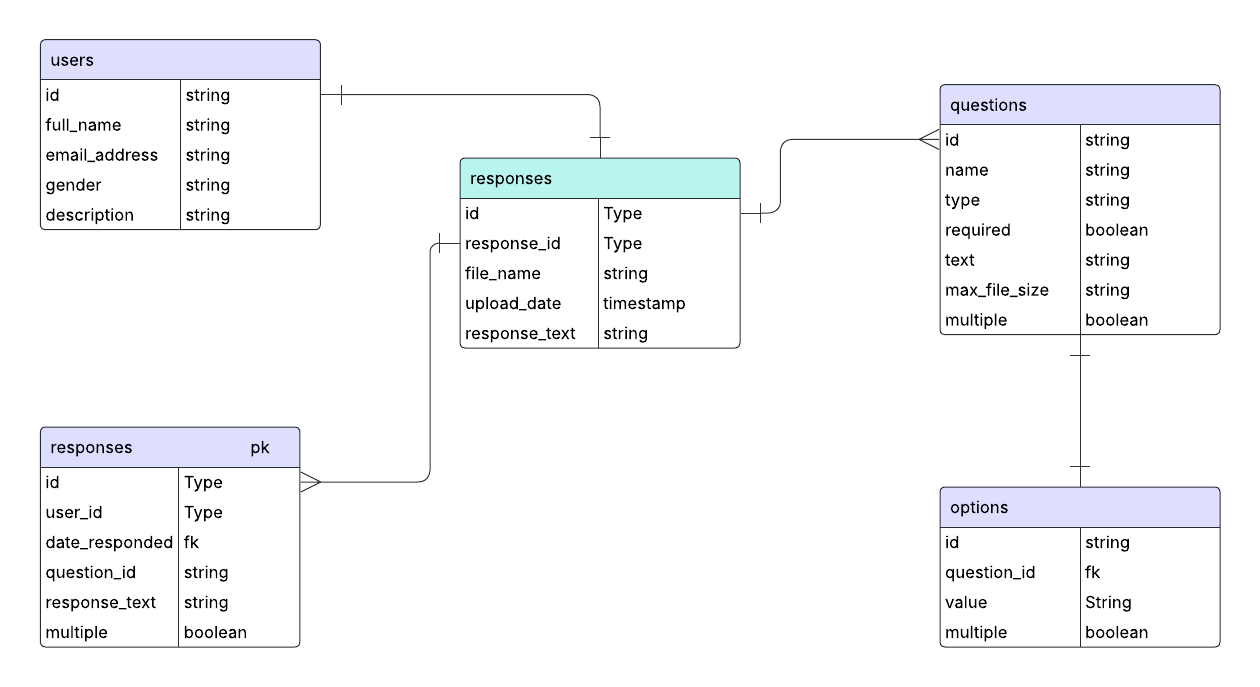 users
id string
full_name string
email_address string
gender string
description string
responses
id Type
response_id Type
file_name string
upload_date timestamp
response_text string
questions
id string
name string
type string
required boolean
text string
max_file_size string
multiple boolean
responses pk
id Type
user_id Type
date_responded fk
question_id string
response_text string
multiple boolean
options
id string
question_id fk
value String
multiple boolean